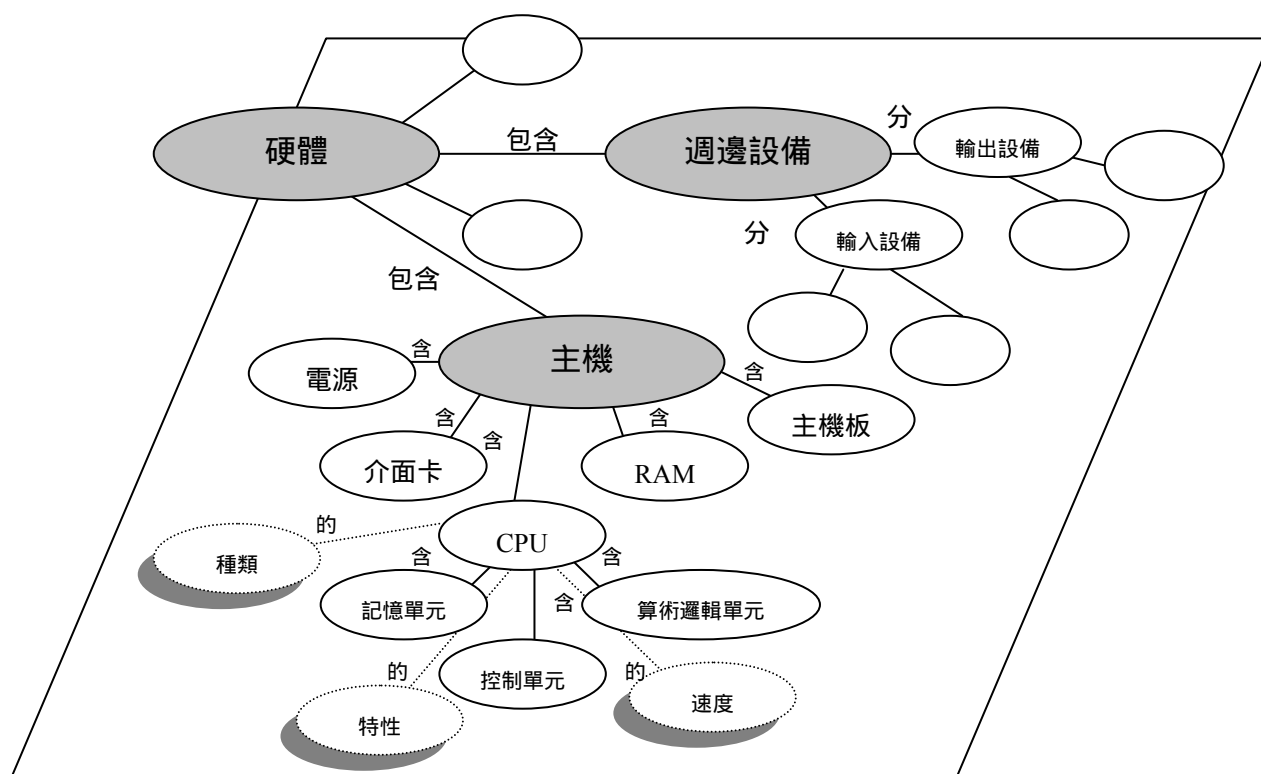 硬體
包含
週邊設備
分
輸出設備
分
輸入設備
包含
主機
含
電源
含
主機板
含
含
介面卡
含
RAM
CPU
的
種類
含
記憶單元
含
算術邏輯單元
含
控制單元
的
特性
的
速度